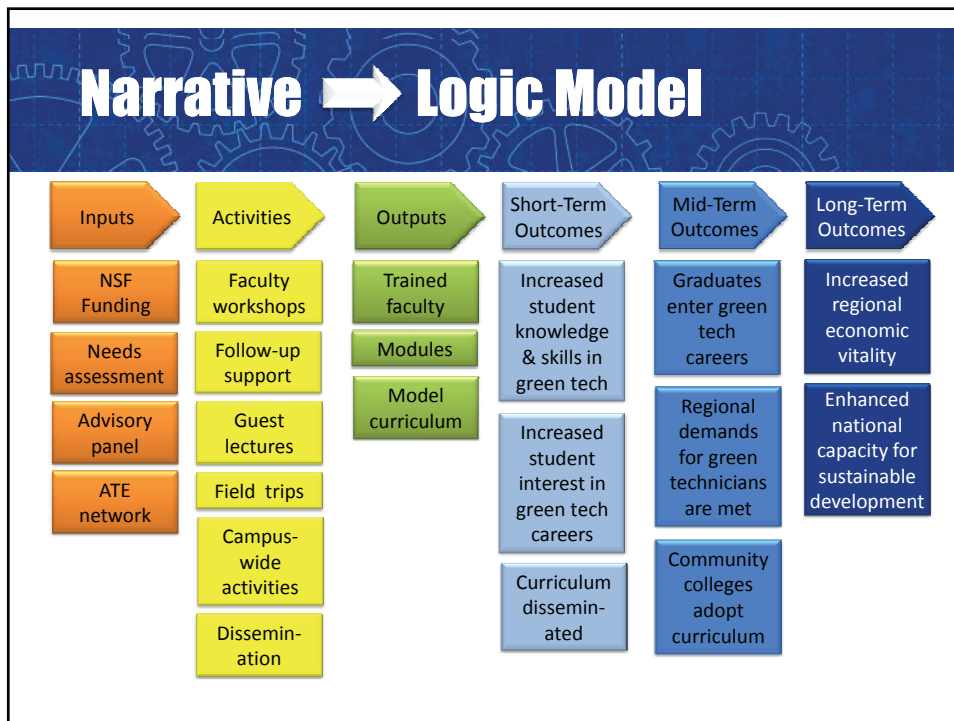 Narrative Logic Model
Inputs
NSF
Funding
Needs
assessment
Advisory
panel
ATE
network
Activities
Faculty
workshops
Follow-up
support
Guest
lectures
Field trips
Campus-
wide
activities
Dissemin-
ation
Outputs
Trained
faculty
Modules
Model
curriculum
Short-Term
Outcomes
Increased
student
knowledge
& skills in
green tech
Increased
student
interest in
green tech
careers
Curriculum
dissemin-
ated
Mid-Term
Outcomes
Graduates
enter green
tech
careers
Regional
demands
for green
technicians
are met
Community
colleges
adopt
curriculum
Long-Term
Outcomes
Increased
regional
economic
vitality
Enhanced
national
capacity for
sustainable
development